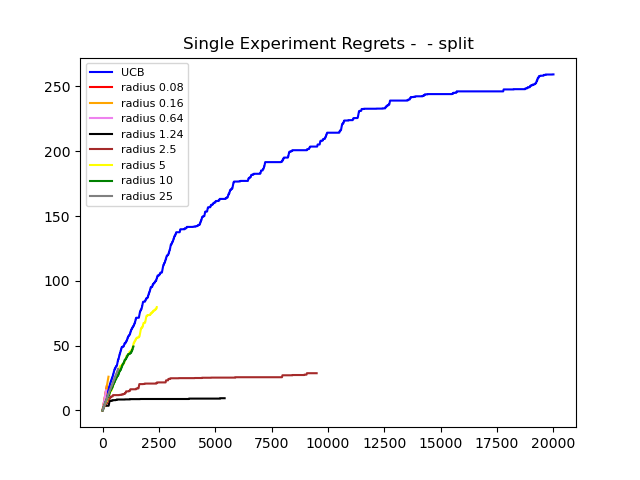 Single Experiment Regrets -  - split
UCB
radius 0.08
radius 0.16
radius 0.64
radius 1.24
radius 2.5
radius 5
radius 10
radius 25
250
200
150
100
50
0
0 2500 5000 7500 10000 12500 15000 17500 20000